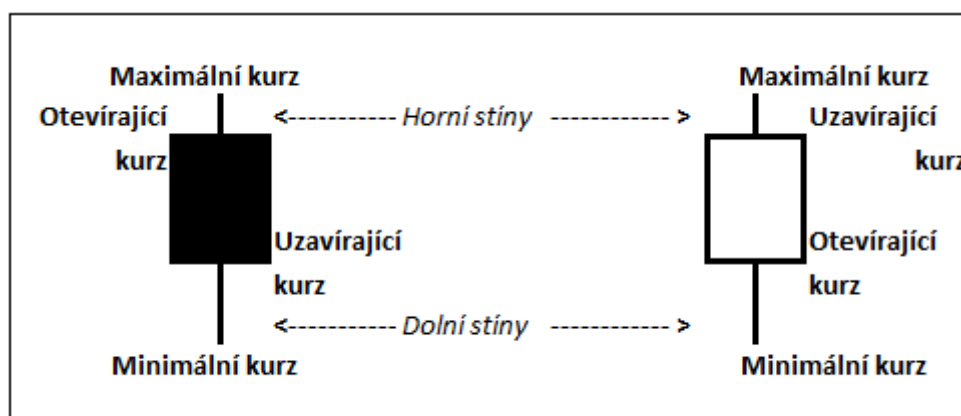 Maximální kurz Maximální kurz
Otevírající <----------- Horní stíny ------------ > Uzavírající
kurz kurz
Uzavírající Otevírající
kurz kurz
<----------- Dolní stíny ------------ >
Minimální kurz Minimální kurz